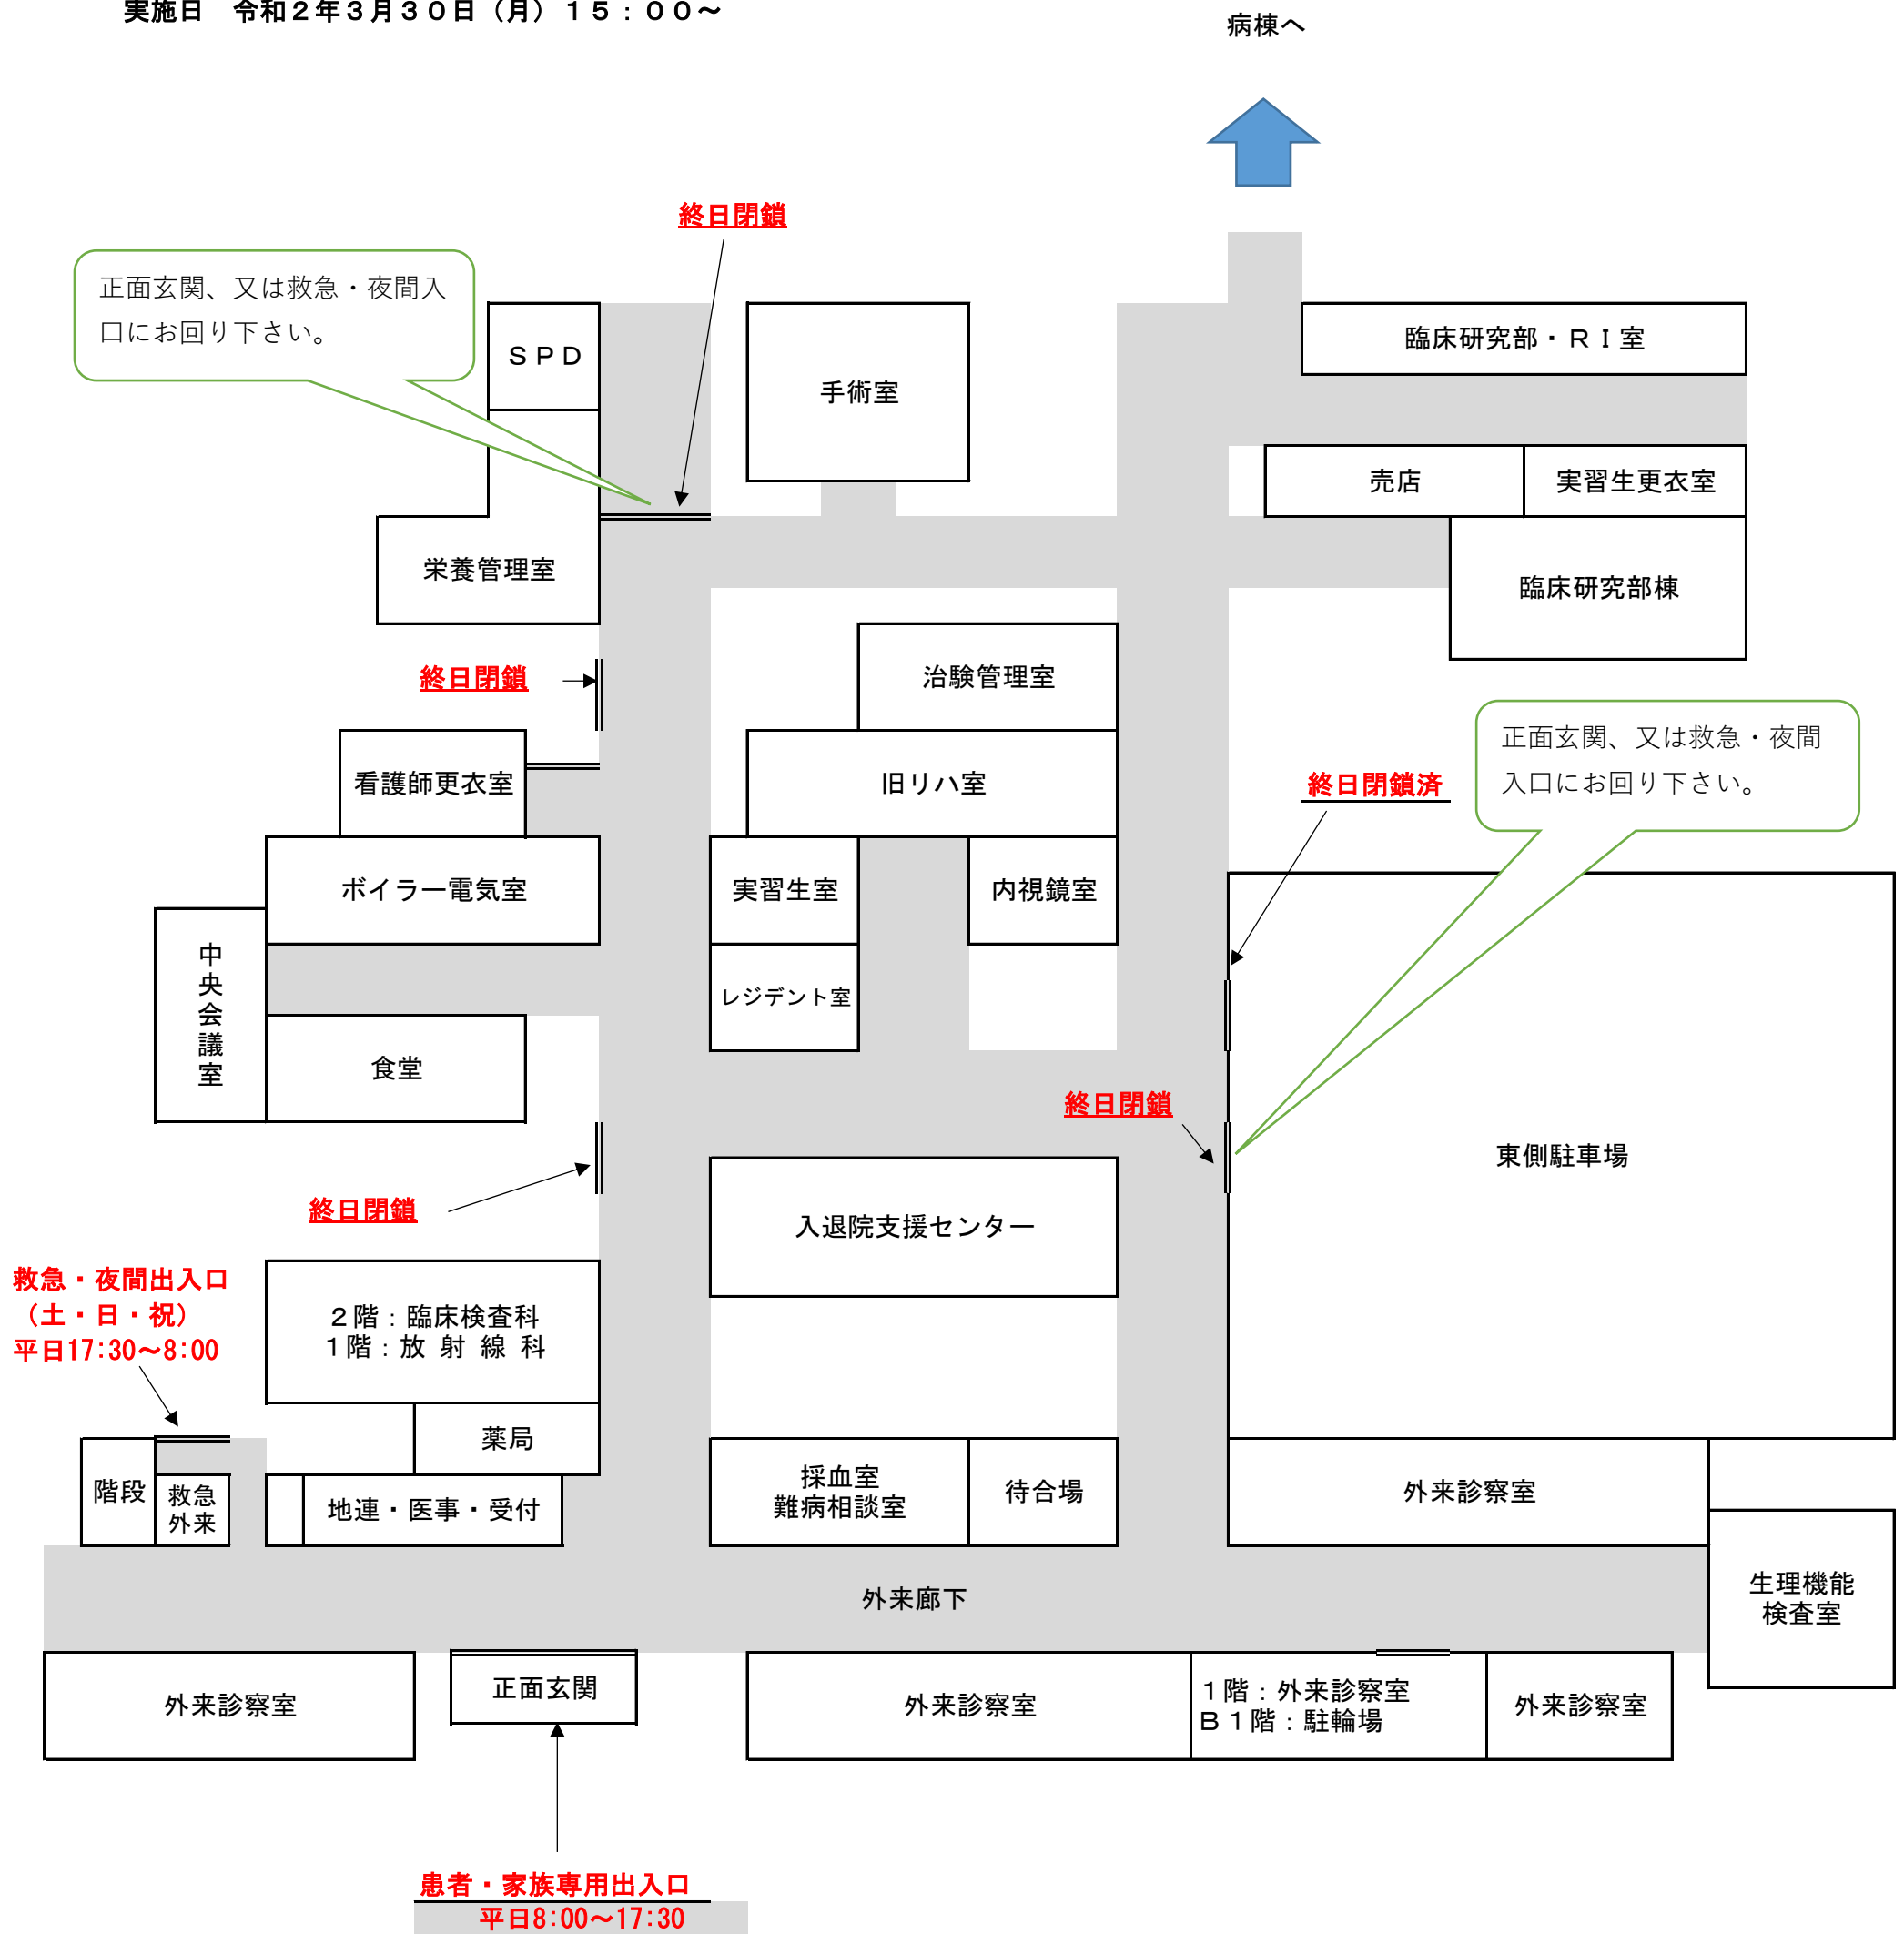 実施日　令和２年３月３０日（月）１５：００～
病棟へ
終日閉鎖
正面玄関、又は救急・夜間入
口にお回り下さい。
ＳＰＤ
手術室
臨床研究部・ＲＩ室
売店
実習生更衣室
栄養管理室
臨床研究部棟
治験管理室
終日閉鎖
正面玄関、又は救急・夜間
入口にお回り下さい。
看護師更衣室
旧リハ室
終日閉鎖済
ボイラー電気室
実習生室
内視鏡室
中央会議室
レジデント室
食堂
終日閉鎖
東側駐車場
終日閉鎖
入退院支援センター
救急・夜間出入口
（土・日・祝）
平日17:30～8:00
２階：臨床検査科
１階：放 射 線 科
薬局
階段
救急
外来
地連・医事・受付
採血室
難病相談室
待合場
外来診察室
外来廊下
生理機能
検査室
外来診察室
正面玄関
外来診察室
１階：外来診察室
Ｂ１階：駐輪場
外来診察室
患者・家族専用出入口
平日8:00～17:30